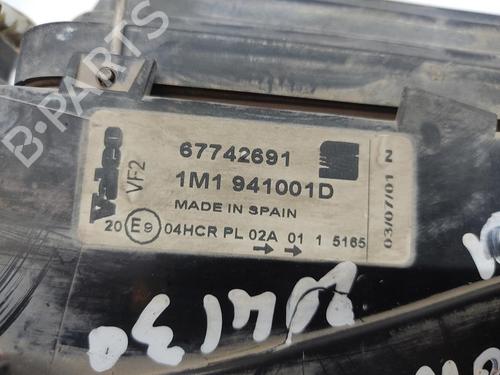 B-PARTS
Valeo
VF2
67742691
1M1 941001D
MADE IN SPAIN
20 E9 04HCR PL 02A 01 1 5165
03/07/01 N